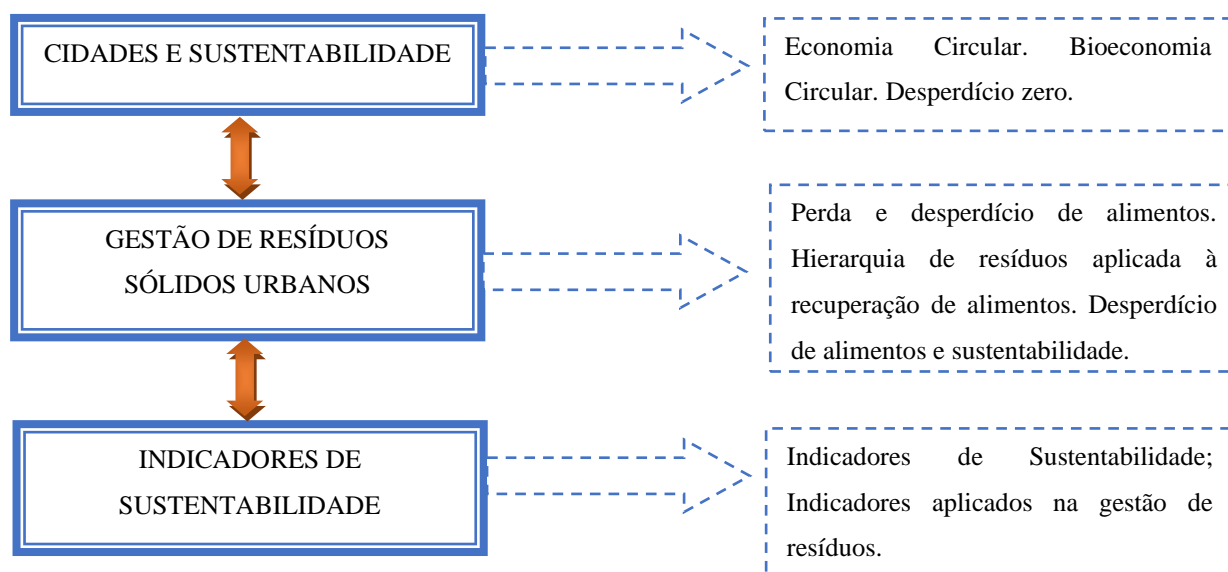 CIDADES E SUSTENTABILIDADE
Economia Circular. Bioeconomia
Circular. Desperdício zero.
GESTÃO DE RESÍDUOS
SÓLIDOS URBANOS
Perda e desperdício de alimentos.
Hierarquia de resíduos aplicada à
recuperação de alimentos. Desperdício
de alimentos e sustentabilidade.
INDICADORES DE
SUSTENTABILIDADE
Indicadores de Sustentabilidade;
Indicadores aplicados na gestão de
resíduos.